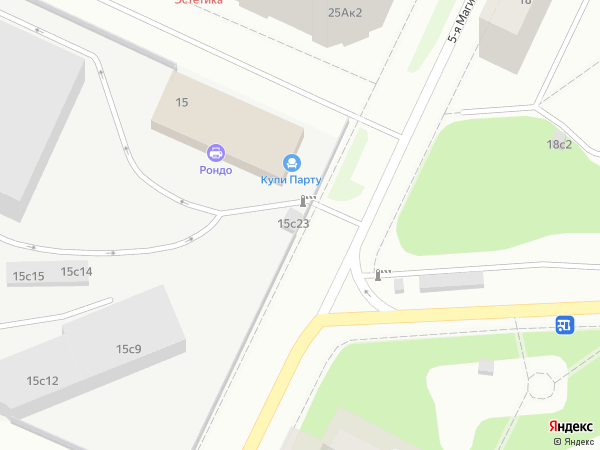 Эстетика
25Ак2
18
5-я Маги
15
Рондо
Купи Парту
18с2
15с23
15с15
15с14
15с9
15с12
Яндекс
© Яндекс